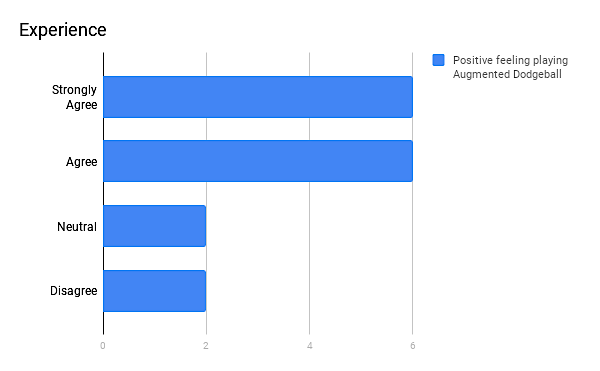 Experience
Positive feeling playing
Augmented Dodgeball
Strongly
Agree
Agree
Neutral
Disagree
0
2
4
6